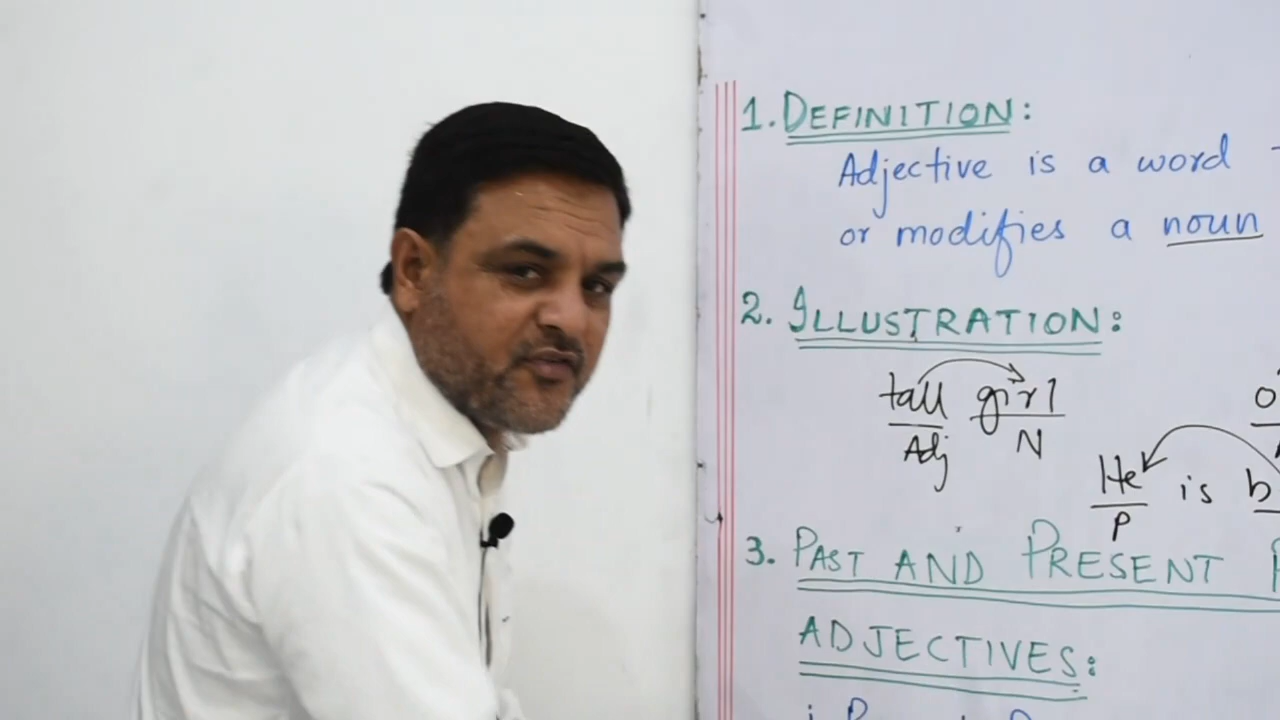 1. DEFINITION:
Adjective is a word
or modifies a noun
2. ILLUSTRATION:
tall girl
Adj N
He is
P
3. PAST AND PRESENT
ADJECTIVES: